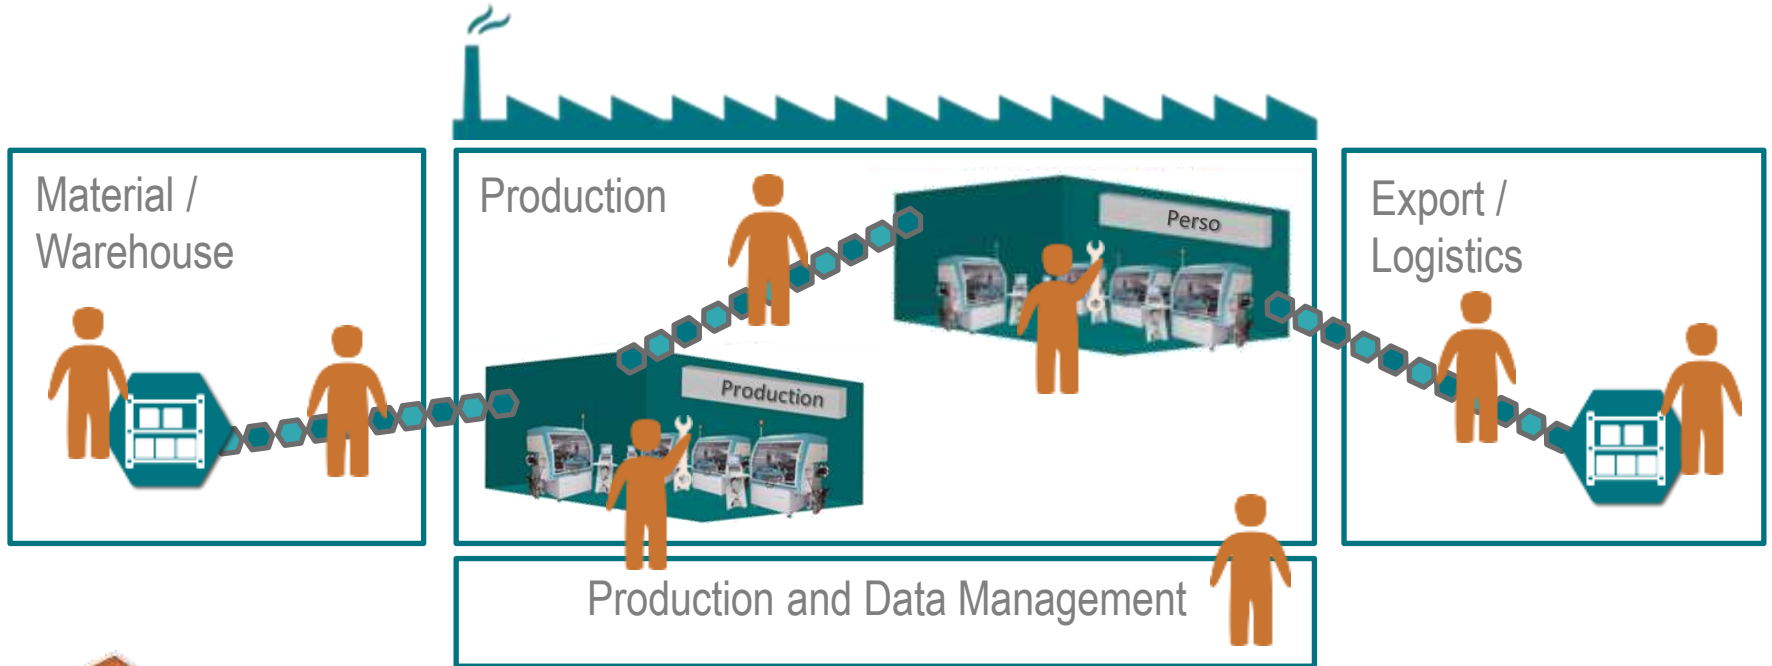 Material /
Warehouse
Production
Perso
Production
Export /
Logistics
Production and Data Management